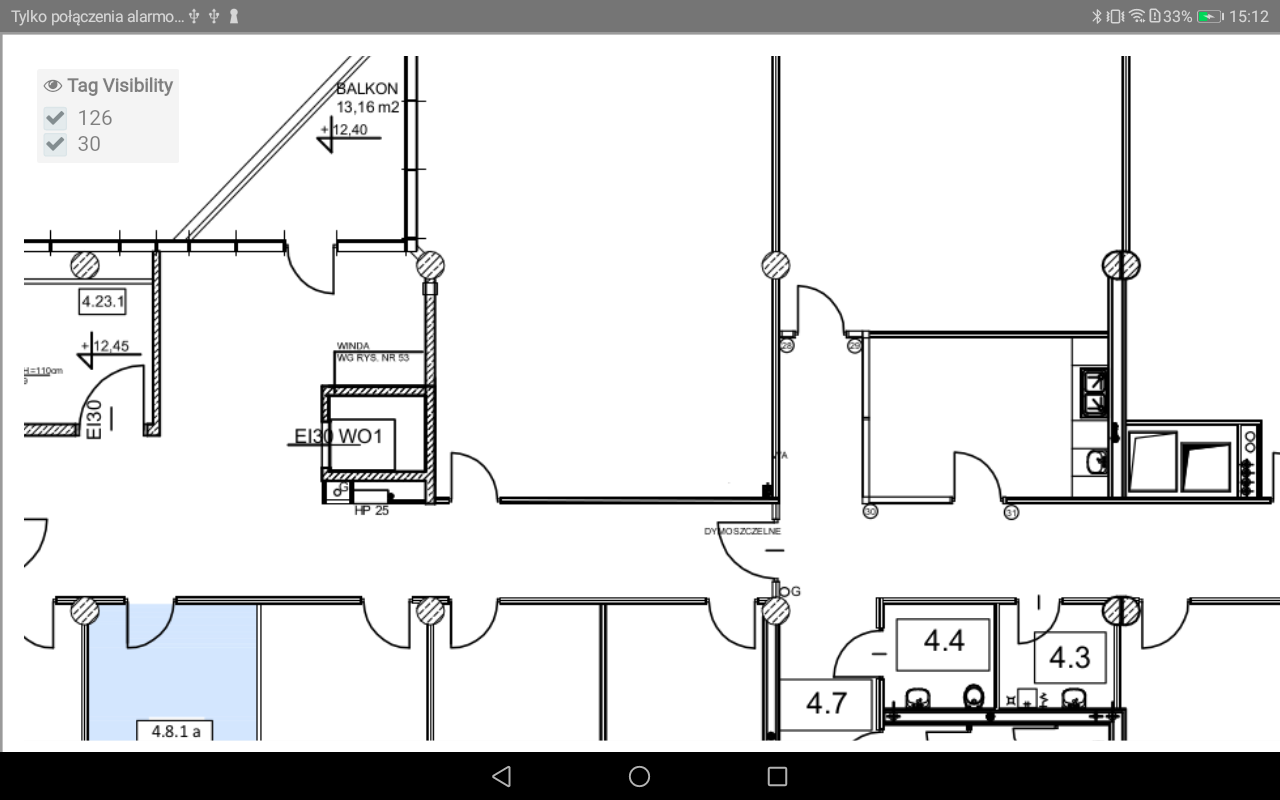 Tylko połączenia alarmo...
33% 15:12
Tag Visibility
126
30
BALKON
13,16 m2
+12,40
4.23.1
+12,45
H=110cm
EI30
WINDA
WG RYS. NR 53
EI30 WO1
G
HP 25
28
29
30
31
DYMOSZCZELNE
G
4.4
4.3
4.7
4.8.1 a